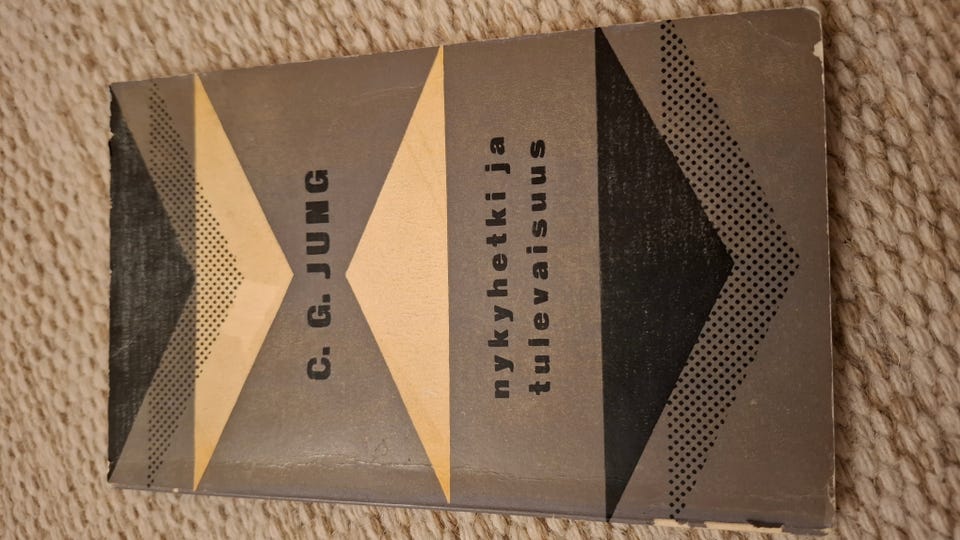 C. G. JUNG
nykyhetki ja
tulevaisuus